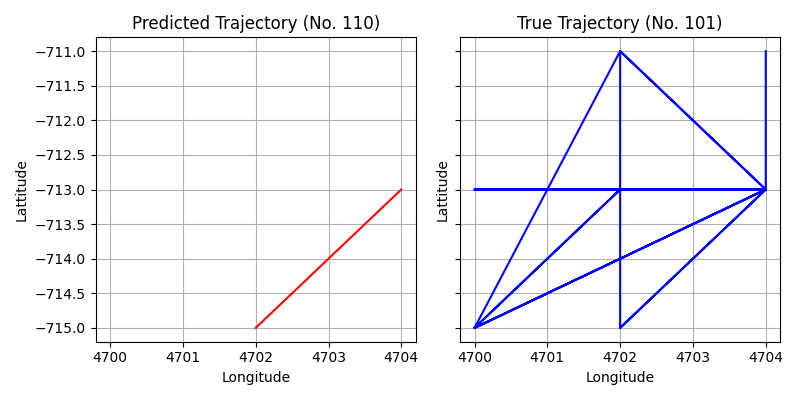 Predicted Trajectory (No. 110)
True Trajectory (No. 101)
Lattitude
−711.0
−711.5
−712.0
−712.5
−713.0
−713.5
−714.0
−714.5
−715.0
4700 4701 4702 4703 4704
Longitude
Lattitude
4700 4701 4702 4703 4704
Longitude